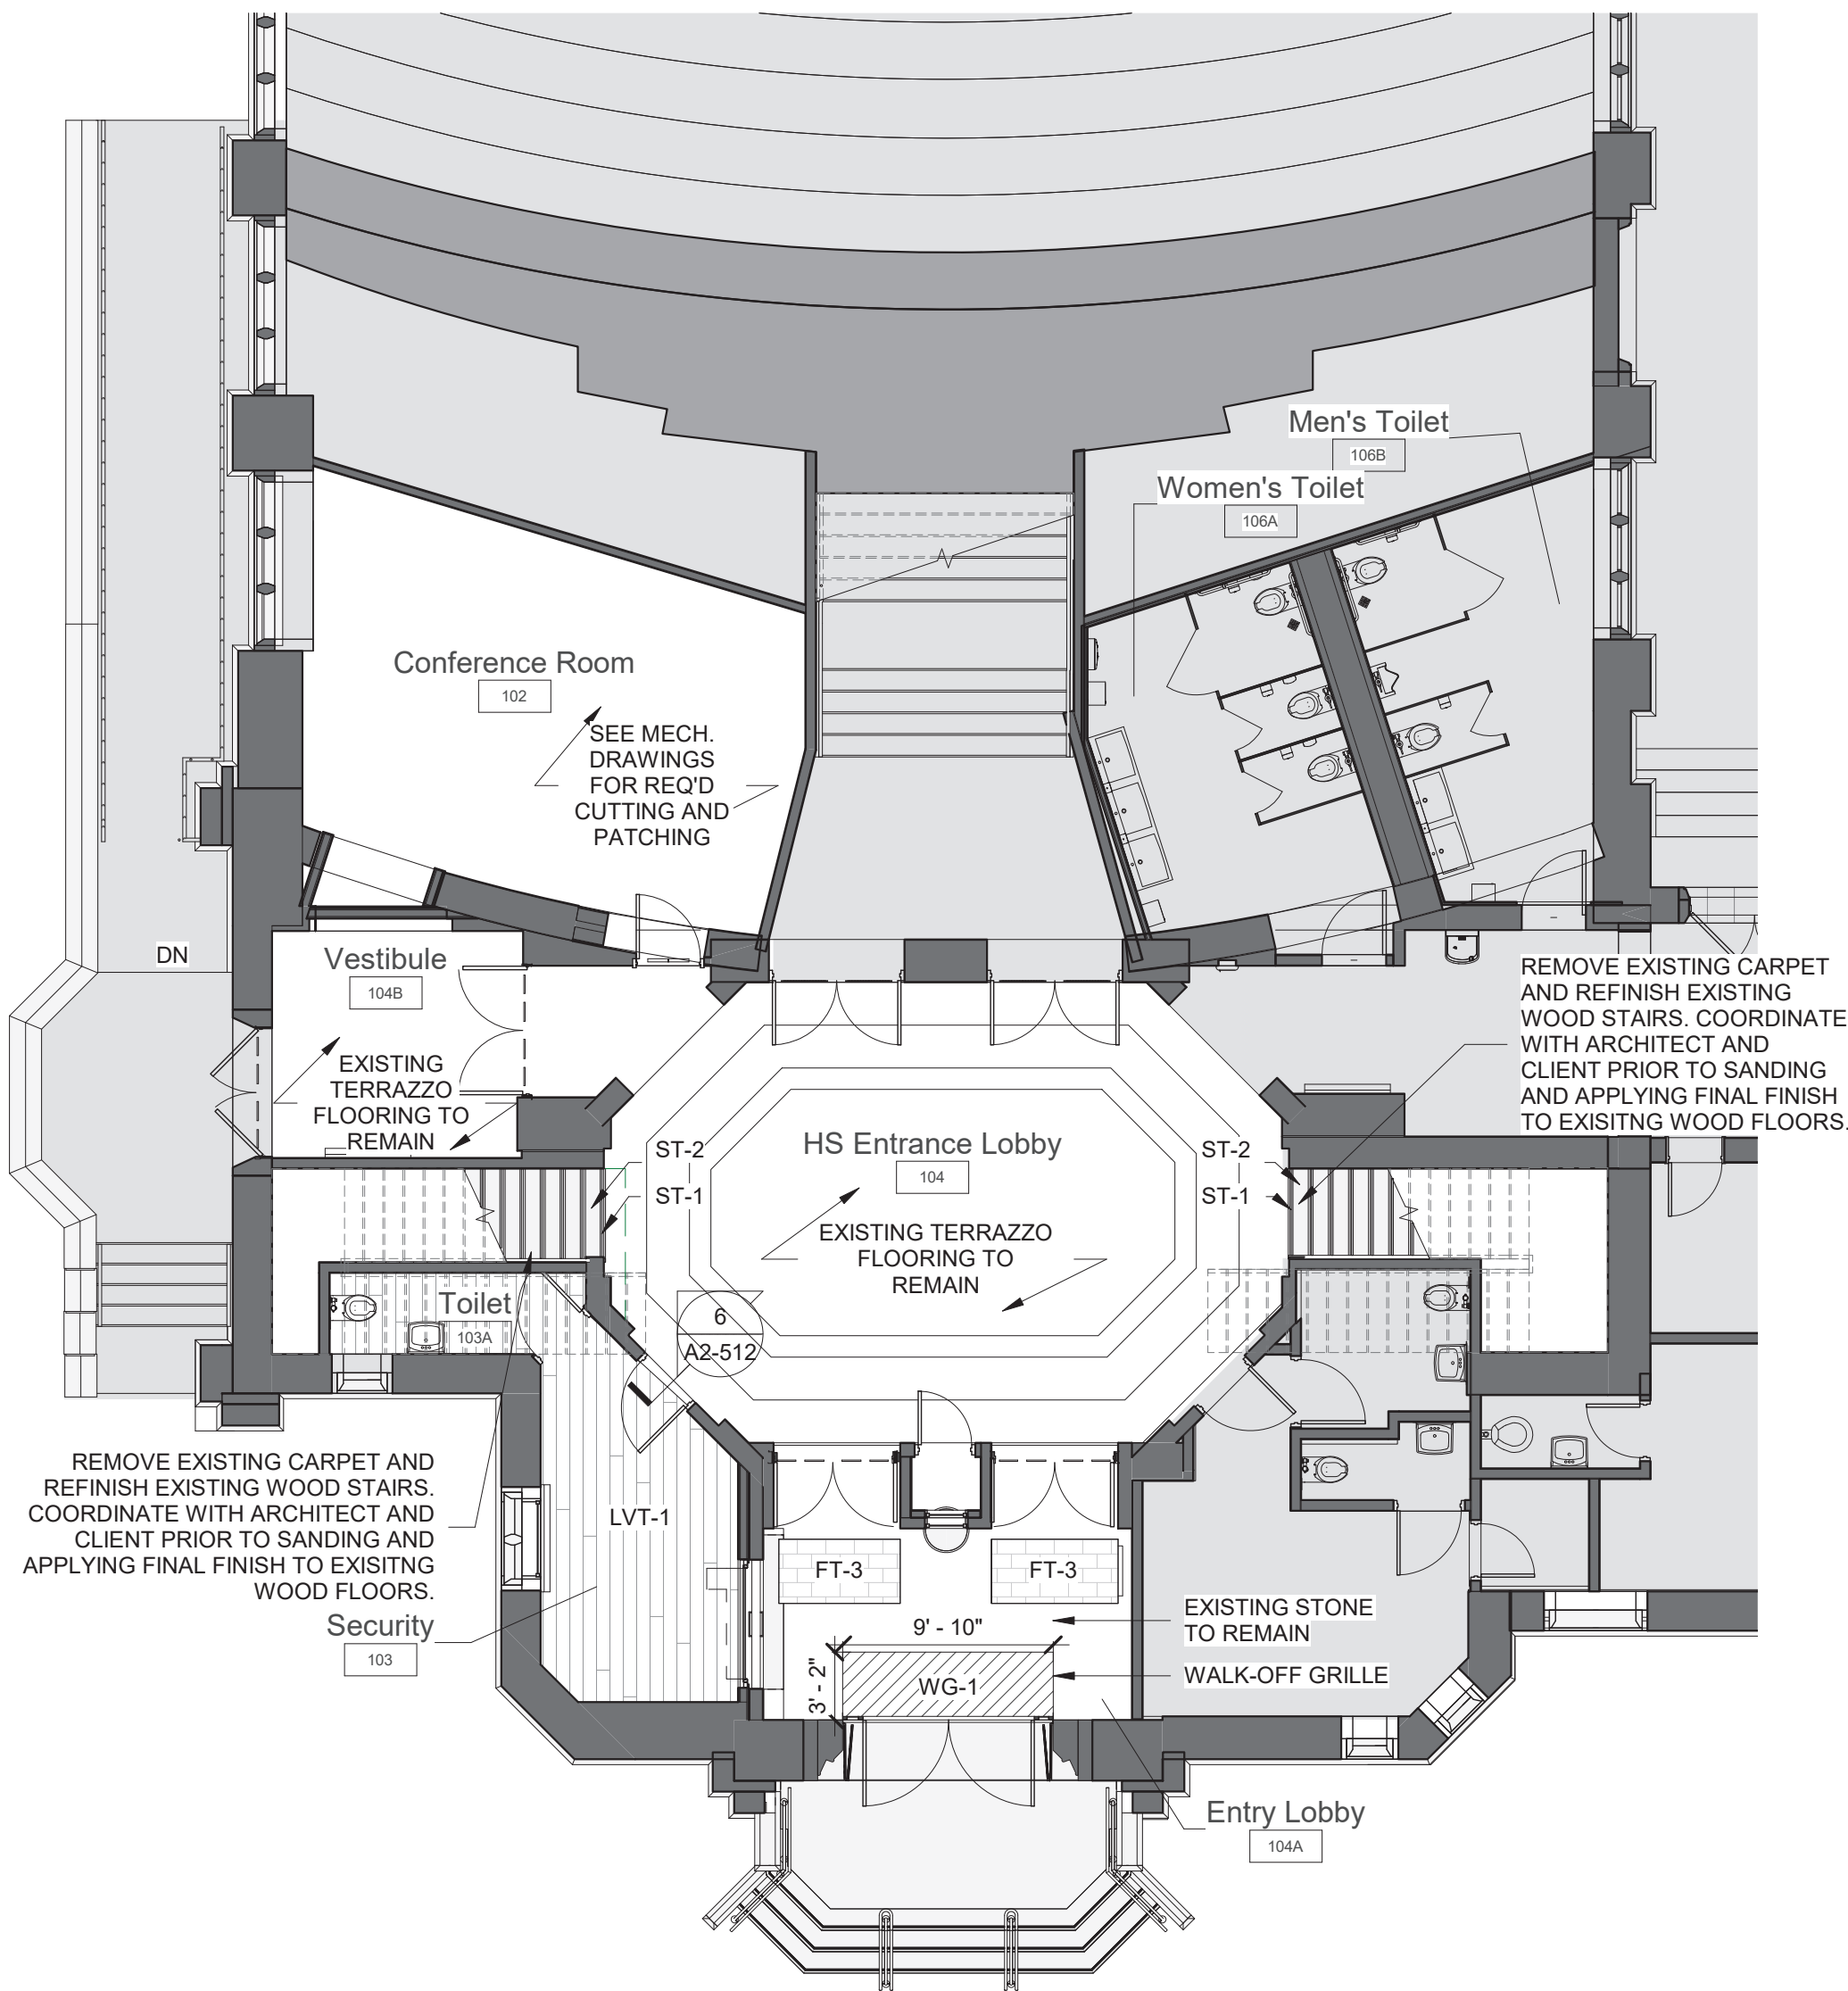 Men's Toilet
106B
Women's Toilet
106A
Conference Room
102
SEE MECH.
DRAWINGS
FOR REQ'D
CUTTING AND
PATCHING
DN
Vestibule
104B
EXISTING
TERRAZZO
FLOORING TO
REMAIN
REMOVE EXISTING CARPET
AND REFINISH EXISTING
WOOD STAIRS. COORDINATE
WITH ARCHITECT AND
CLIENT PRIOR TO SANDING
AND APPLYING FINAL FINISH
TO EXISITNG WOOD FLOORS.
HS Entrance Lobby
104
ST-2
ST-1
ST-2
ST-1
EXISTING TERRAZZO
FLOORING TO
REMAIN
Toilet
103A
6
A2-512
REMOVE EXISTING CARPET AND
REFINISH EXISTING WOOD STAIRS.
COORDINATE WITH ARCHITECT AND
CLIENT PRIOR TO SANDING AND
APPLYING FINAL FINISH TO EXISITNG
WOOD FLOORS.
LVT-1
Security
103
FT-3
FT-3
9' - 10"
3' - 2"
WG-1
EXISTING STONE
TO REMAIN
WALK-OFF GRILLE
Entry Lobby
104A